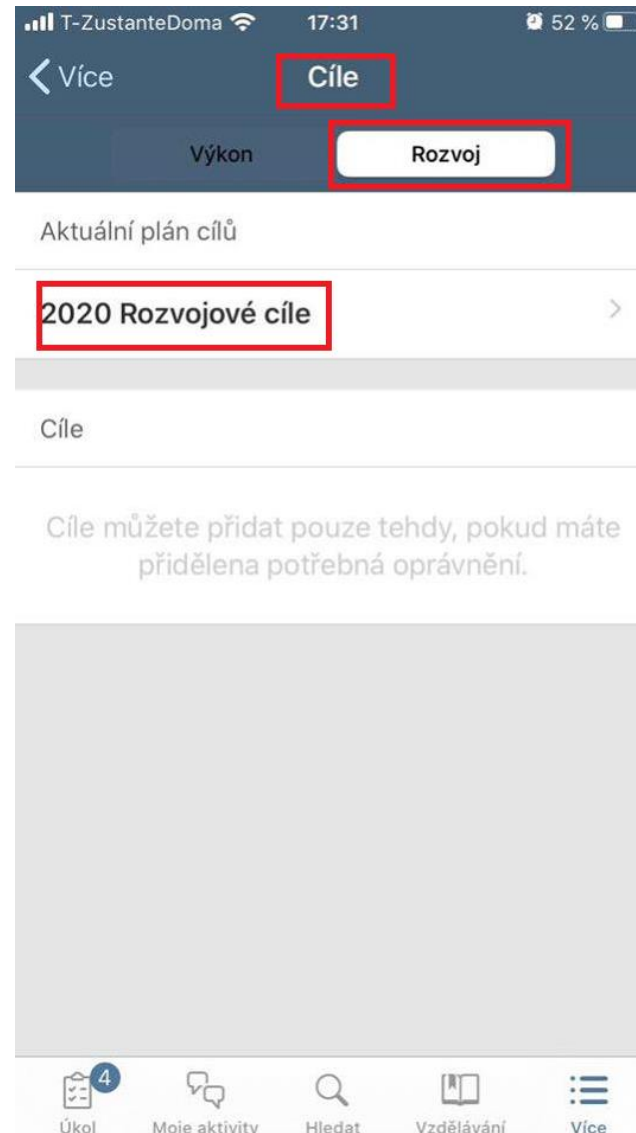 T-ZustanteDoma 17:31 52 %
Více Cíle
Výkon Rozvoj
Aktuální plán cílů
2020 Rozvojové cíle
Cíle
Cíle můžete přidat pouze tehdy, pokud máte
přidělena potřebná oprávnění.
4
Úkol Moje aktivity Hledat Vzdělávání Více